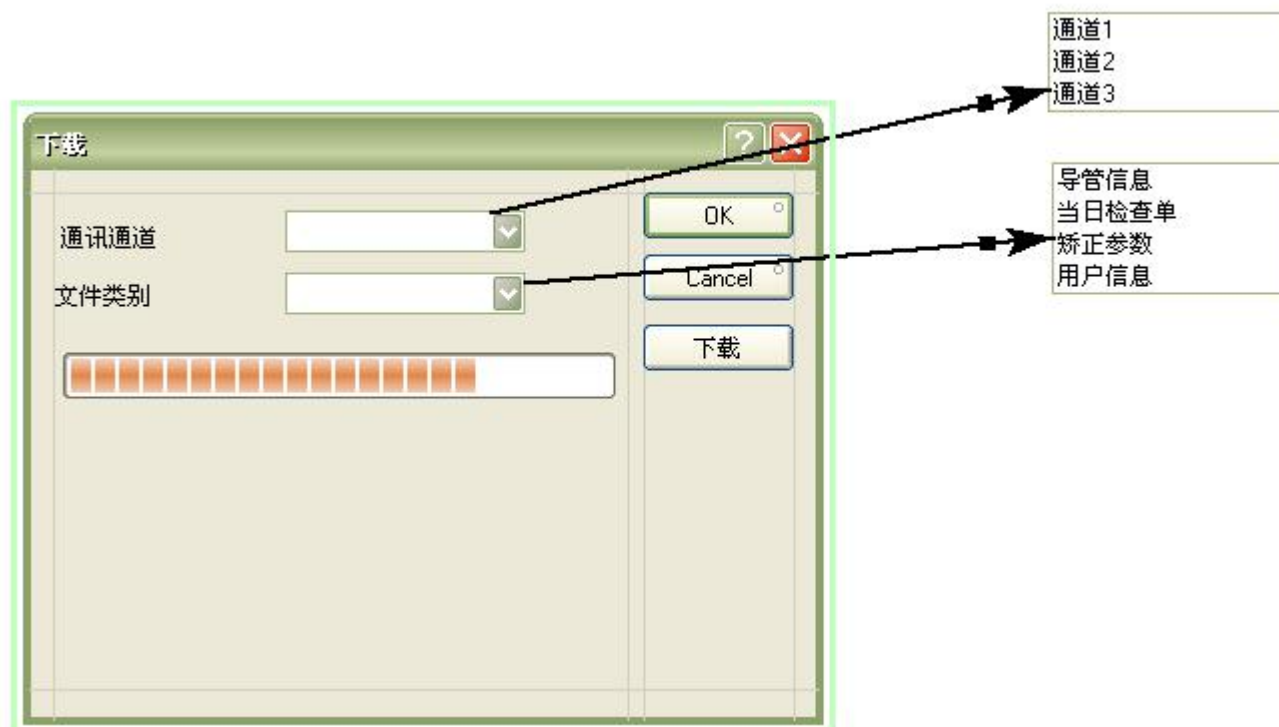 通道1
通道2
通道3
下载
导管信息
当日检查单
矫正参数
用户信息
通讯通道
OK
文件类别
Cancel
下载